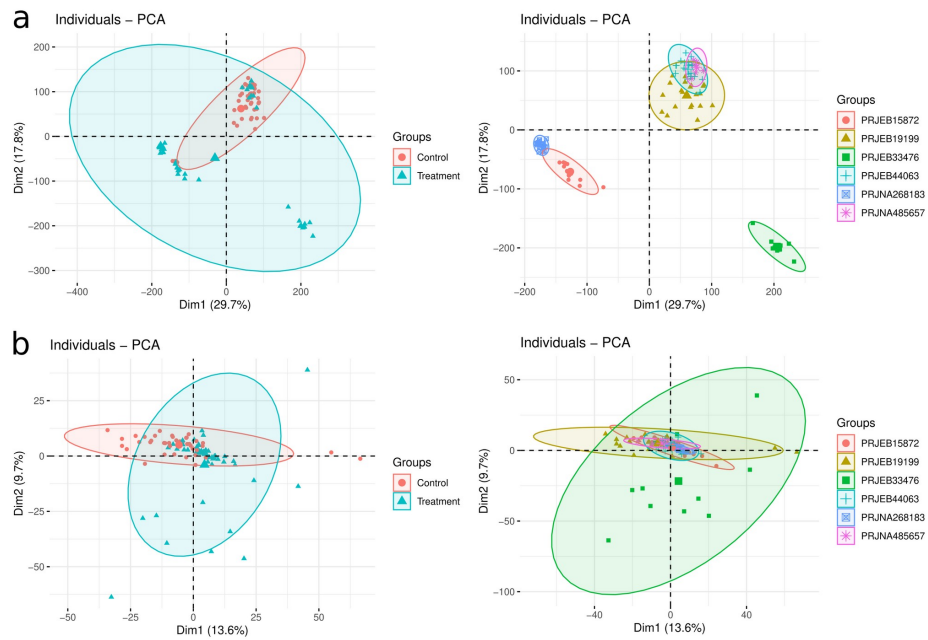 a
Individuals – PCA
200
100
0
−100
−200
−300
Dim2 (17.8%)
−400
−200
0
200
Dim1 (29.7%)
Groups
Control
Treatment
Individuals – PCA
100
0
−100
−200
Dim2 (17.8%)
−200
−100
0
100
200
Dim1 (29.7%)
Groups
PRJEB15872
PRJEB19199
PRJEB33476
PRJEB44063
PRJNA268183
PRJNA485657
b
Individuals – PCA
25
0
−25
−50
Dim2 (9.7%)
−50
−25
0
25
50
Dim1 (13.6%)
Groups
Control
Treatment
Individuals – PCA
50
0
−50
−100
Dim2 (9.7%)
−40
0
40
Dim1 (13.6%)
Groups
PRJEB15872
PRJEB19199
PRJEB33476
PRJEB44063
PRJNA268183
PRJNA485657